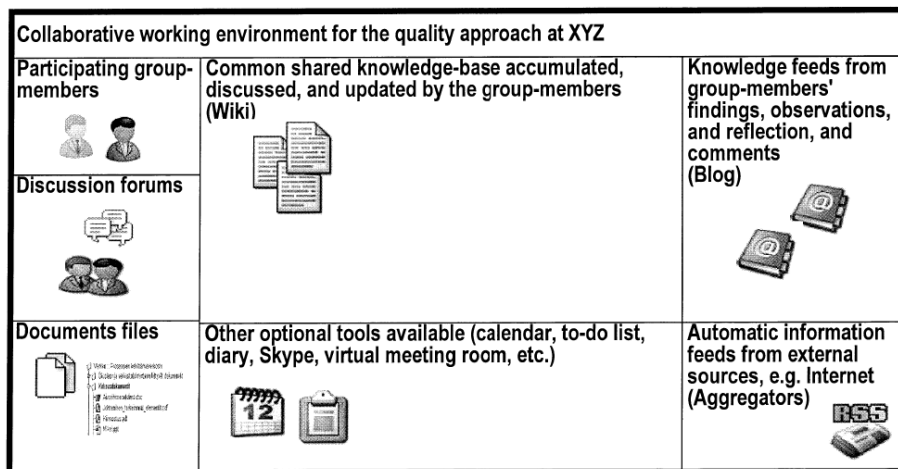 Collaborative working environment for the quality approach at XYZ
Participating group-
members
Common shared knowledge-base accumulated,
discussed, and updated by the group-members
(Wiki)
Knowledge feeds from
group-members'
findings, observations,
and reflection, and
comments
(Blog)
Discussion forums
Documents files
Other optional tools available (calendar, to-do list,
diary, Skype, virtual meeting room, etc.)
12
Automatic information
feeds from external
sources, e.g. Internet
(Aggregators)
RSS